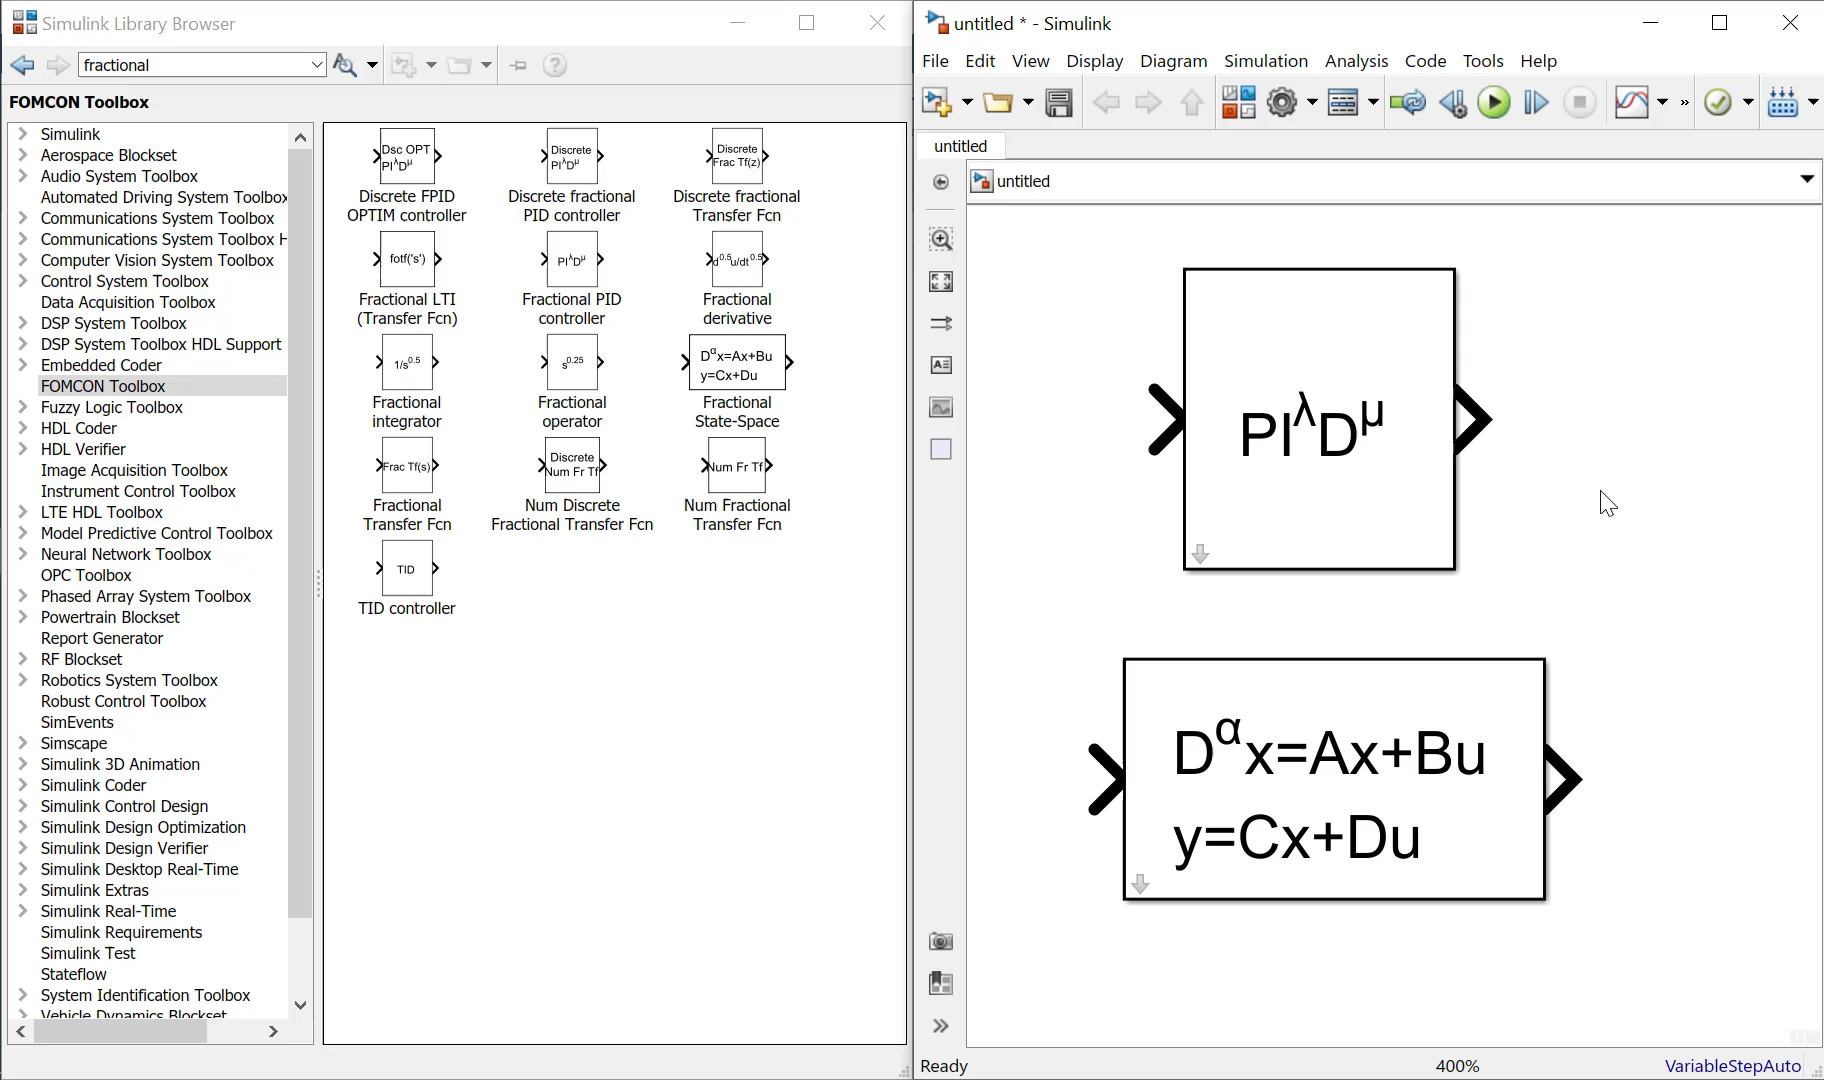 Simulink Library Browser
fractional
FOMCON Toolbox
Simulink
Aerospace Blockset
Audio System Toolbox
Automated Driving System Toolbox
Communications System Toolbox
Communications System Toolbox H
Computer Vision System Toolbox
Control System Toolbox
Data Acquisition Toolbox
DSP System Toolbox
DSP System Toolbox HDL Support
Embedded Coder
FOMCON Toolbox
Fuzzy Logic Toolbox
HDL Coder
HDL Verifier
Image Acquisition Toolbox
Instrument Control Toolbox
LTE HDL Toolbox
Model Predictive Control Toolbox
Neural Network Toolbox
OPC Toolbox
Phased Array System Toolbox
Powertrain Blockset
Report Generator
RF Blockset
Robotics System Toolbox
Robust Control Toolbox
SimEvents
Simscape
Simulink 3D Animation
Simulink Coder
Simulink Control Design
Simulink Design Optimization
Simulink Design Verifier
Simulink Desktop Real-Time
Simulink Extras
Simulink Real-Time
Simulink Requirements
Simulink Test
Stateflow
System Identification Toolbox
Vehicle Dynamics Blockset
Dsc OPT
PI^λD^μ
Discrete FPID
OPTIM controller
Discrete
PI^λD^μ
Discrete fractional
PID controller
Discrete
Frac Tf(z)
Discrete fractional
Transfer Fcn
fotf('s')
Fractional LTI
(Transfer Fcn)
PI^λD^μ
Fractional PID
controller
d^0.5u/dt^0.5
Fractional
derivative
1/s^0.5
Fractional
integrator
s^0.25
Fractional
operator
D^αx=Ax+Bu
y=Cx+Du
Fractional
State-Space
Frac Tf(s)
Fractional
Transfer Fcn
Discrete
Num Fr Tf
Num Discrete
Fractional Transfer Fcn
Num Fr Tf
Num Fractional
Transfer Fcn
TID
TID controller
untitled * - Simulink
File Edit View Display Diagram Simulation Analysis Code Tools Help
untitled
untitled
PI^λD^μ
D^αx=Ax+Bu
y=Cx+Du
Ready 400% VariableStepAuto